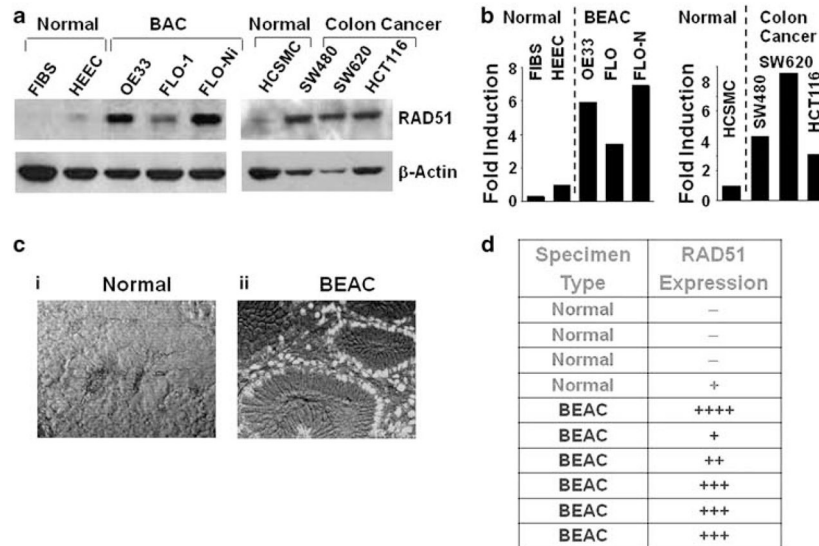 a
Normal BAC Normal Colon Cancer
FIBS HEEC OE33 FLO-1 FLO-Ni HCSMC SW480 SW620 HCT116
RAD51
β-Actin
b
Normal BEAC
Fold Induction
8
6
4
2
0
FIBS HEEC OE33 FLO FLO-N
Normal Colon
Cancer
Fold Induction
8
6
4
2
0
HCSMC SW480 SW620 HCT116
c
i Normal ii BEAC
d
Specimen Type RAD51 Expression
Normal –
Normal –
Normal –
Normal +
BEAC ++++
BEAC +
BEAC ++
BEAC +++
BEAC +++
BEAC +++